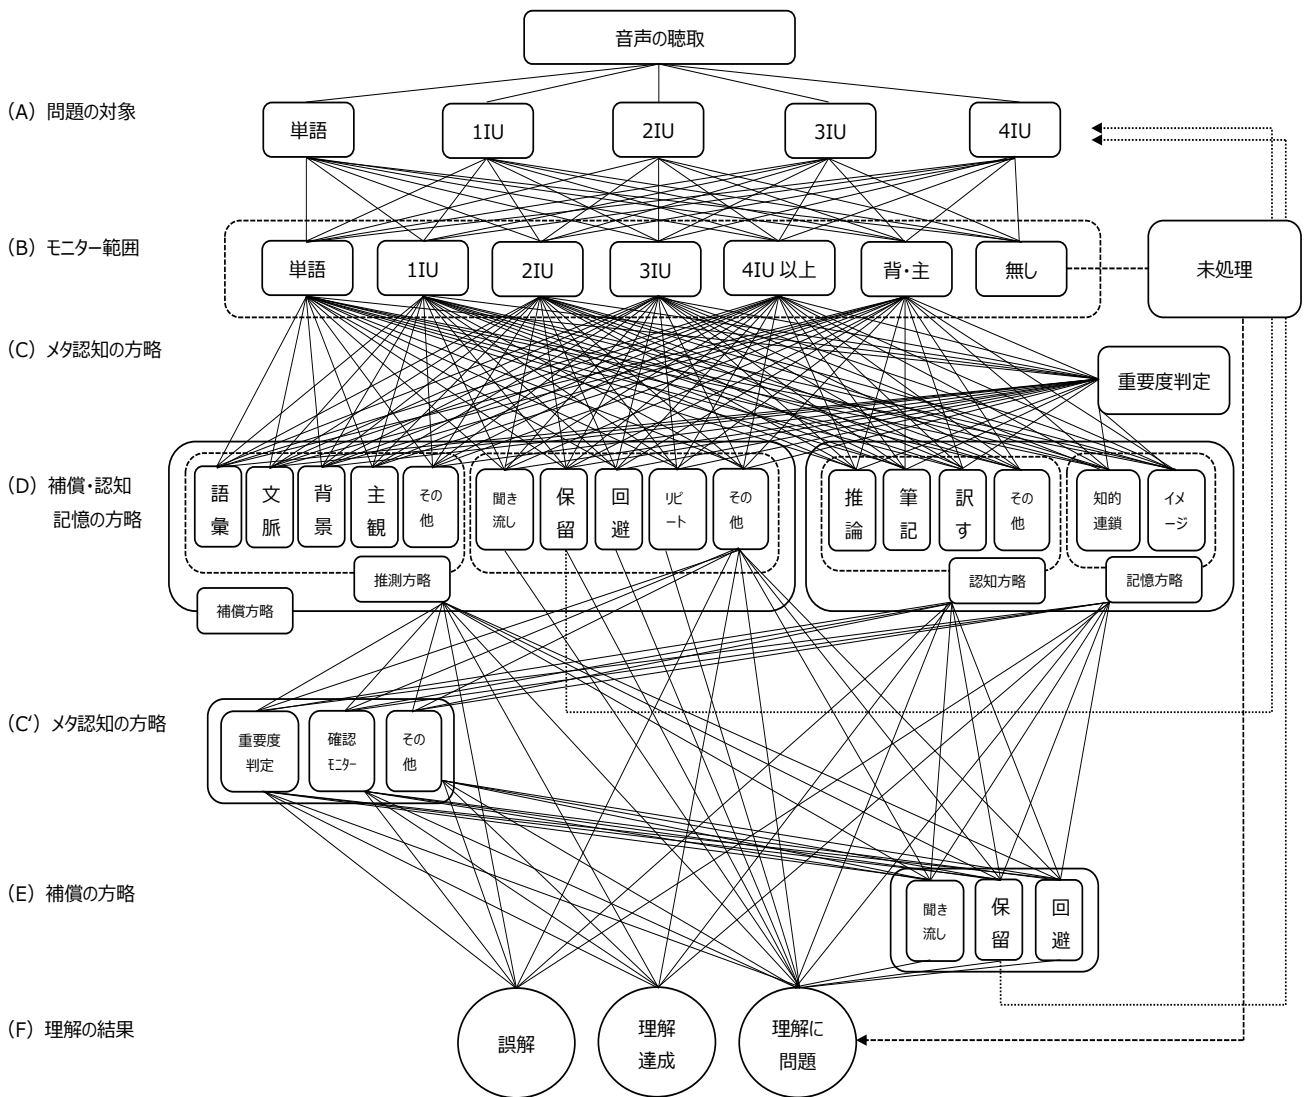 音声の聴取
（A）問題の対象
単語
1IU
2IU
3IU
4IU
（B）モニター範囲
単語
1IU
2IU
3IU
4IU 以上
背・主
無し
未処理
（C）メタ認知の方略
重要度判定
（D）補償・認知
記憶の方略
語
彙
文
脈
背
景
主
観
その
他
聞き
流し
保
留
回
避
リピ
ート
その
他
推
論
筆
記
訳
す
その
他
知的
連鎖
イメ
ージ
推測方略
補償方略
認知方略
記憶方略
（C'）メタ認知の方略
重要度
判定
確認
モニター
その
他
（E）補償の方略
聞き
流し
保
留
回
避
（F）理解の結果
誤解
理解
達成
理解に
問題